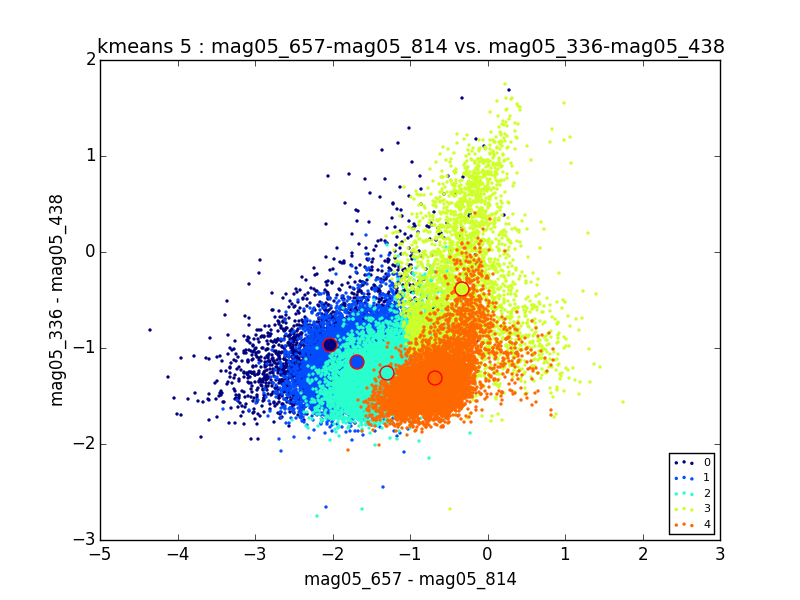 kmeans 5 : mag05_657-mag05_814 vs. mag05_336-mag05_438
2
1
0
−1
−2
−3
mag05_336 - mag05_438
−5 −4 −3 −2 −1 0 1 2 3
mag05_657 - mag05_814
0
1
2
3
4